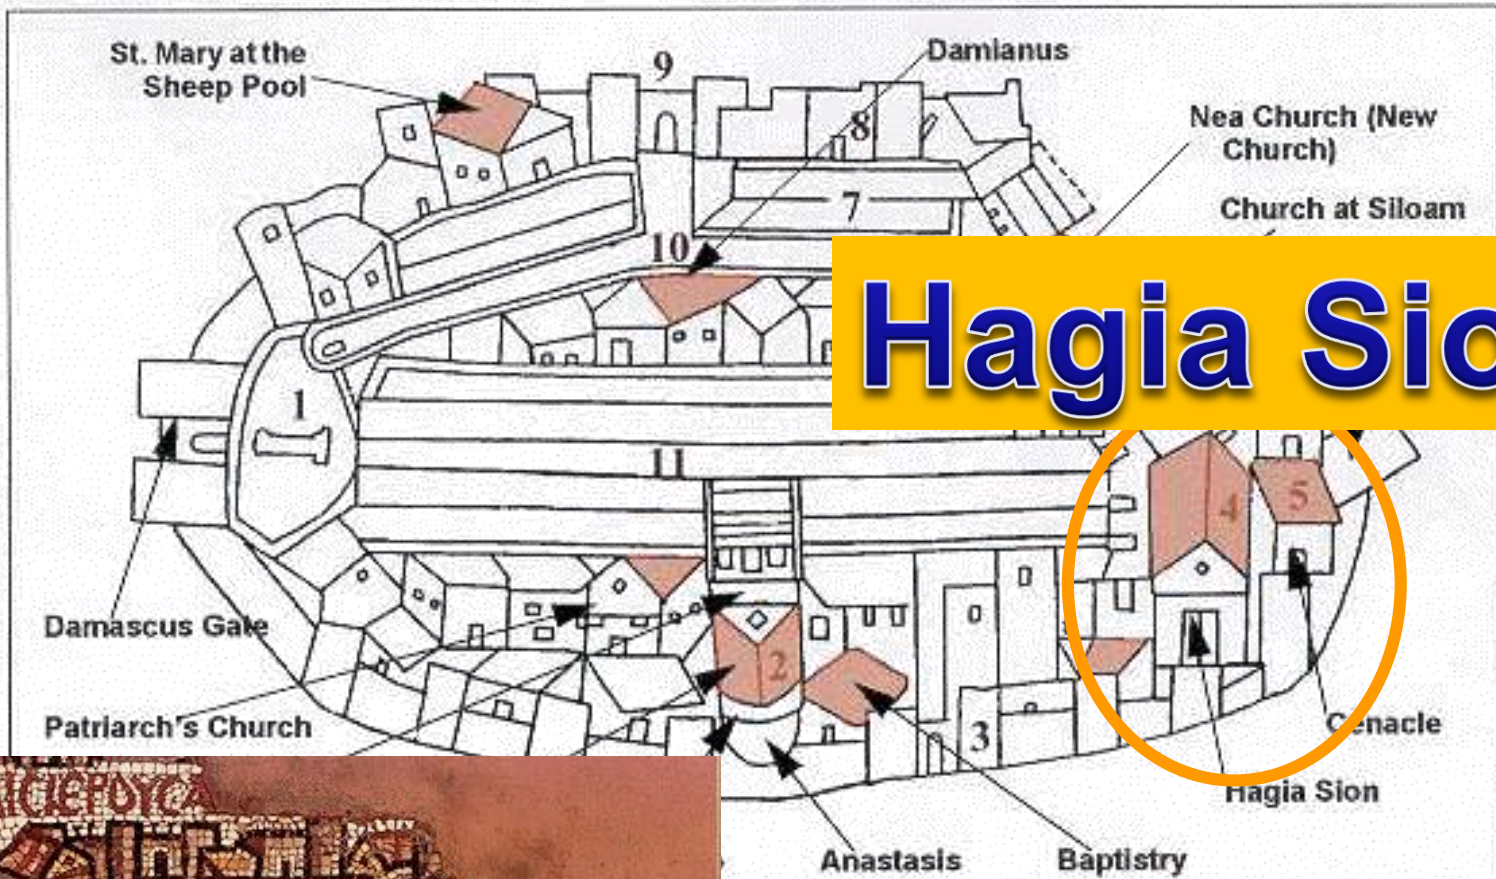 St. Mary at the
Sheep Pool
9
Damianus
8
Nea Church (New
Church)
7
Church at Siloam
10
Hagia Sio
1
11
4
5
Damascus Gate
2
Patriarch's Church
3
Cenacle
Hagia Sion
Anastasis
Baptistry